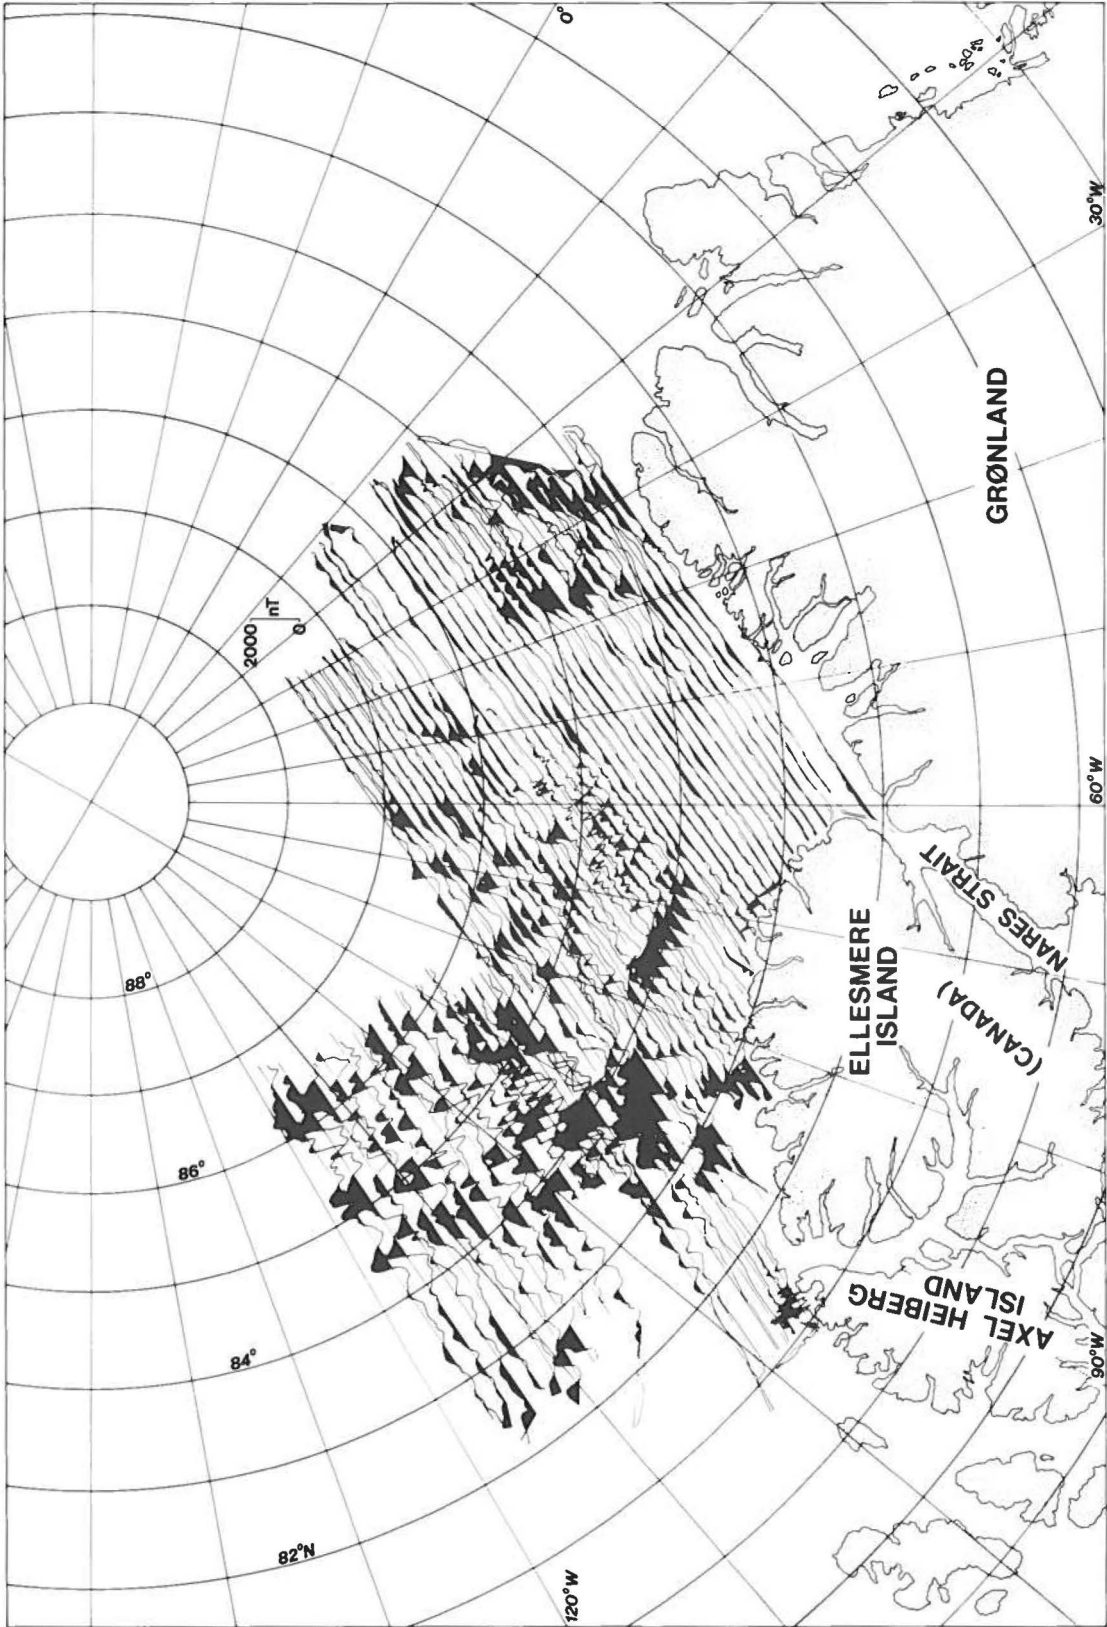 0°
30°W
2000
nT
0
GRØNLAND
60°W
88°
NARES STRAIT
ELLESMERE
ISLAND
(CANADA)
86°
84°
AXEL HEIBERG
ISLAND
90°W
82°N
120°W